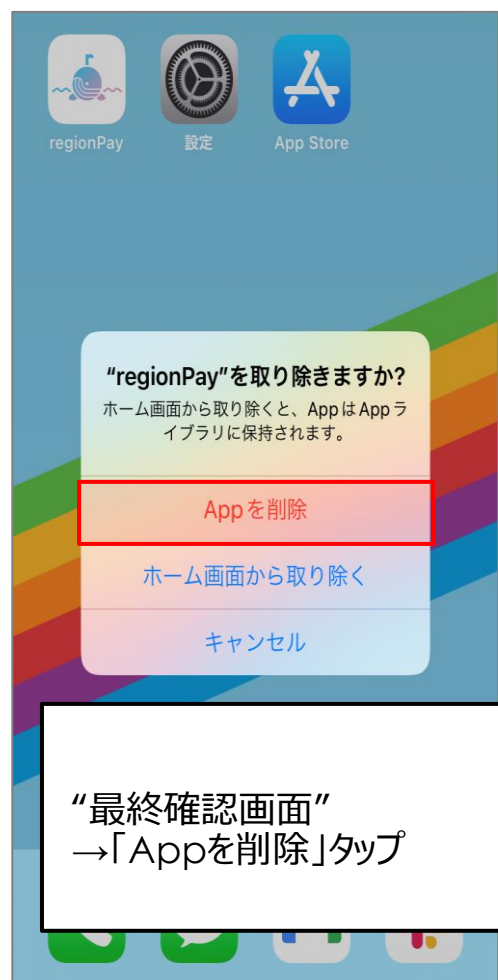 regionPay
設定
App Store
“regionPay”を取り除きますか?
ホーム画面から取り除くと、AppはAppラ
イブラリに保持されます。
Appを削除
ホーム画面から取り除く
キャンセル
“最終確認画面”
→「Appを削除」タップ